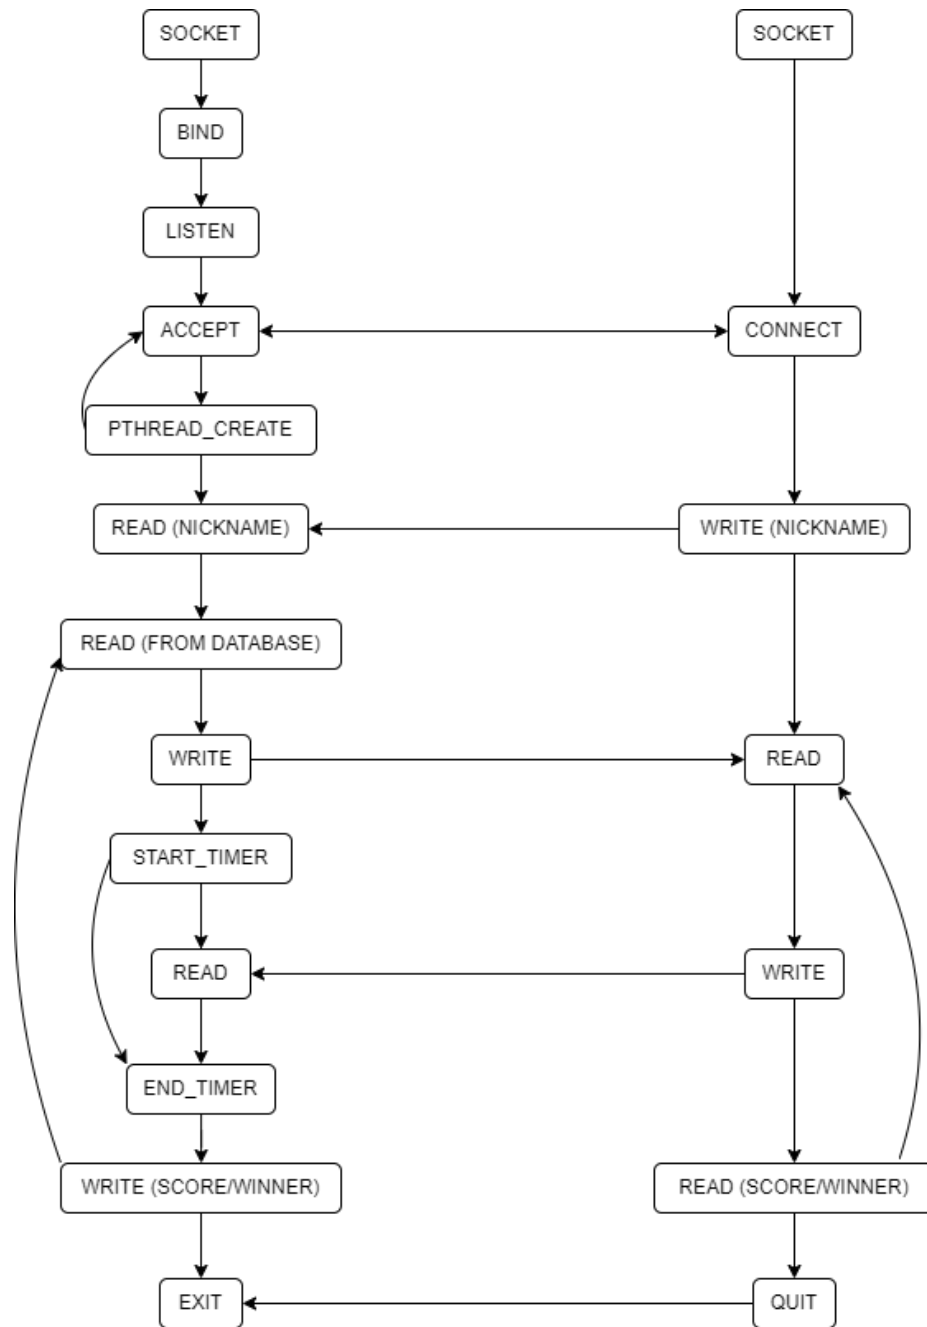 SOCKET
SOCKET
BIND
LISTEN
ACCEPT
CONNECT
PTHREAD_CREATE
READ (NICKNAME)
WRITE (NICKNAME)
READ (FROM DATABASE)
WRITE
READ
START_TIMER
READ
WRITE
END_TIMER
WRITE (SCORE/WINNER)
READ (SCORE/WINNER)
EXIT
QUIT